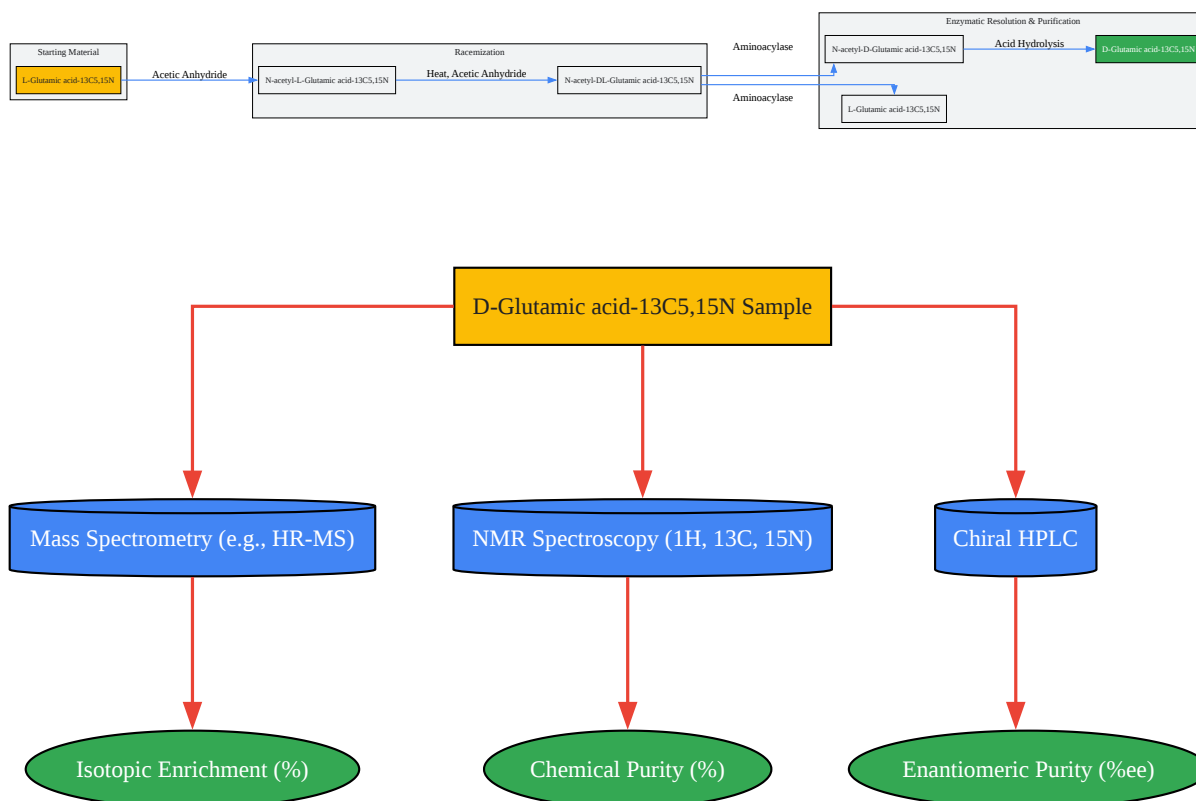 Starting Material
L-Glutamic acid-13C5,15N
Acetic Anhydride
Racemization
N-acetyl-L-Glutamic acid-13C5,15N
Heat, Acetic Anhydride
N-acetyl-DL-Glutamic acid-13C5,15N
Aminoacylase
Aminoacylase
Enzymatic Resolution & Purification
N-acetyl-D-Glutamic acid-13C5,15N
Acid Hydrolysis
D-Glutamic acid-13C5,15N
L-Glutamic acid-13C5,15N
D-Glutamic acid-13C5,15N Sample
Mass Spectrometry (e.g., HR-MS)
NMR Spectroscopy (1H, 13C, 15N)
Chiral HPLC
Isotopic Enrichment (%)
Chemical Purity (%)
Enantiomeric Purity (%ee)